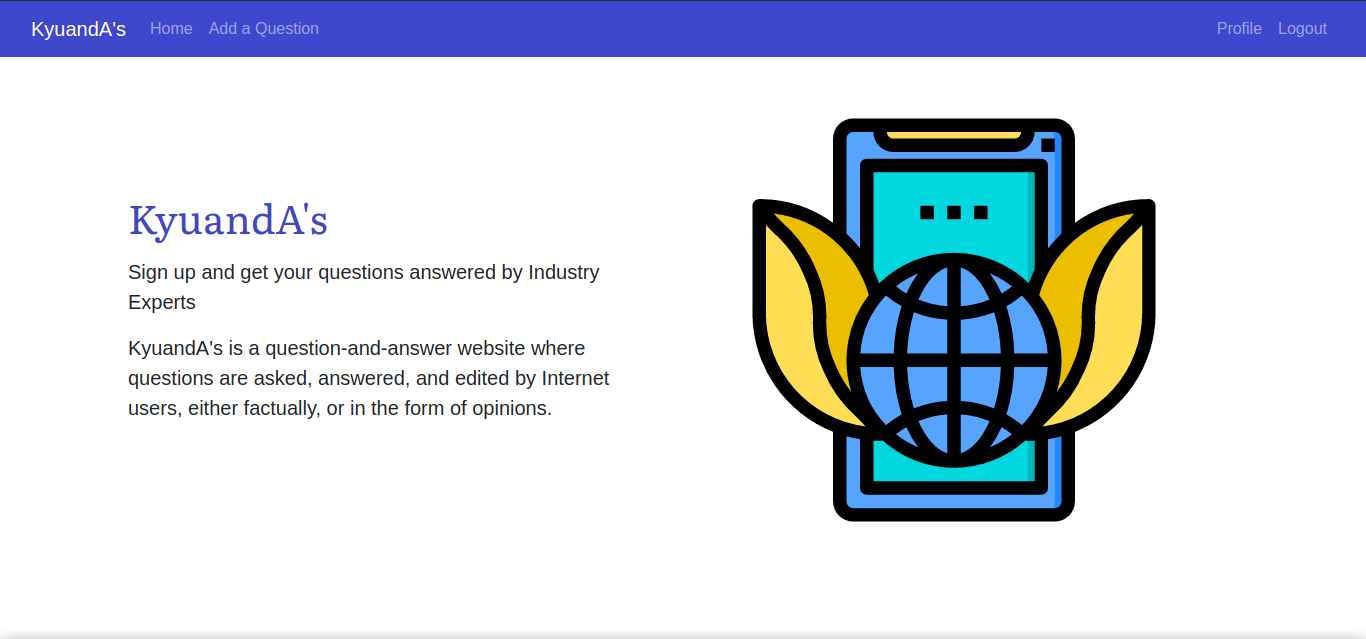 KyuandA's Home Add a Question Profile Logout
KyuandA's
Sign up and get your questions answered by Industry
Experts
KyuandA's is a question-and-answer website where
questions are asked, answered, and edited by Internet
users, either factually, or in the form of opinions.